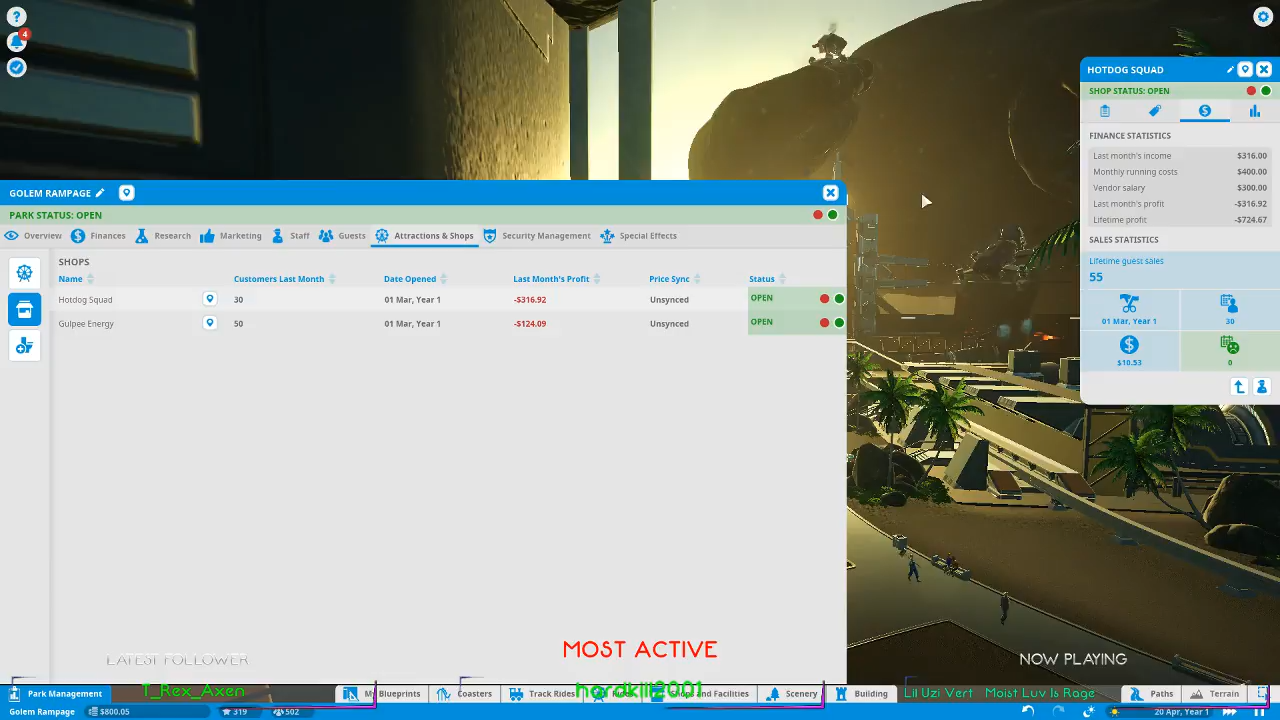 ?
4
HOTDOG SQUAD
SHOP STATUS: OPEN
FINANCE STATISTICS
Last month's income $316.00
Monthly running costs $400.00
Vendor salary $300.00
Last month's profit -$316.92
Lifetime profit -$724.67
SALES STATISTICS
Lifetime guest sales
55
01 Mar, Year 1 30
$10.53 0
GOLEM RAMPAGE
PARK STATUS: OPEN
Overview Finances Research Marketing Staff Guests Attractions & Shops Security Management Special Effects
SHOPS
Name Customers Last Month Date Opened Last Month's Profit Price Sync Status
Hotdog Squad 30 01 Mar, Year 1 -$316.92 Unsynced OPEN
Gulpee Energy 50 01 Mar, Year 1 -$124.09 Unsynced OPEN
LATEST FOLLOWER MOST ACTIVE NOW PLAYING
T_Rex_Axen hardkill2001 Lil Uzi Vert Moist Luv Is Rage
Park Management Blueprints Coasters Track Rides and Facilities Scenery Building Paths Terrain
Golem Rampage $800.05 319 502 20 Apr, Year 1